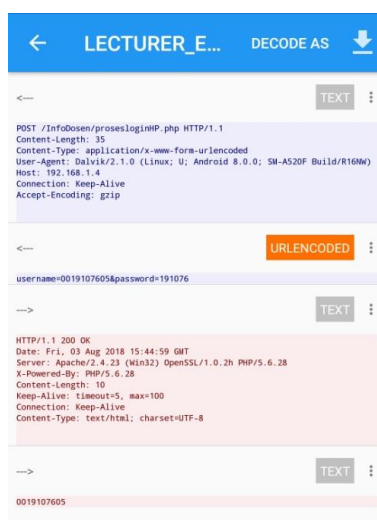 LECTURER_E...
DECODE AS
<---
TEXT
POST /InfoDosen/prosesloginHP.php HTTP/1.1
Content-Length: 35
Content-Type: application/x-www-form-urlencoded
User-Agent: Dalvik/2.1.0 (Linux; U; Android 8.0.0; SM-A520F Build/R16NW)
Host: 192.168.1.4
Connection: Keep-Alive
Accept-Encoding: gzip
<---
URLENCODED
username=0019107605&password=191076
--->
TEXT
HTTP/1.1 200 OK
Date: Fri, 03 Aug 2018 15:44:59 GMT
Server: Apache/2.4.23 (Win32) OpenSSL/1.0.2h PHP/5.6.28
X-Powered-By: PHP/5.6.28
Content-Length: 10
Keep-Alive: timeout=5, max=100
Connection: Keep-Alive
Content-Type: text/html; charset=UTF-8
--->
TEXT
0019107605